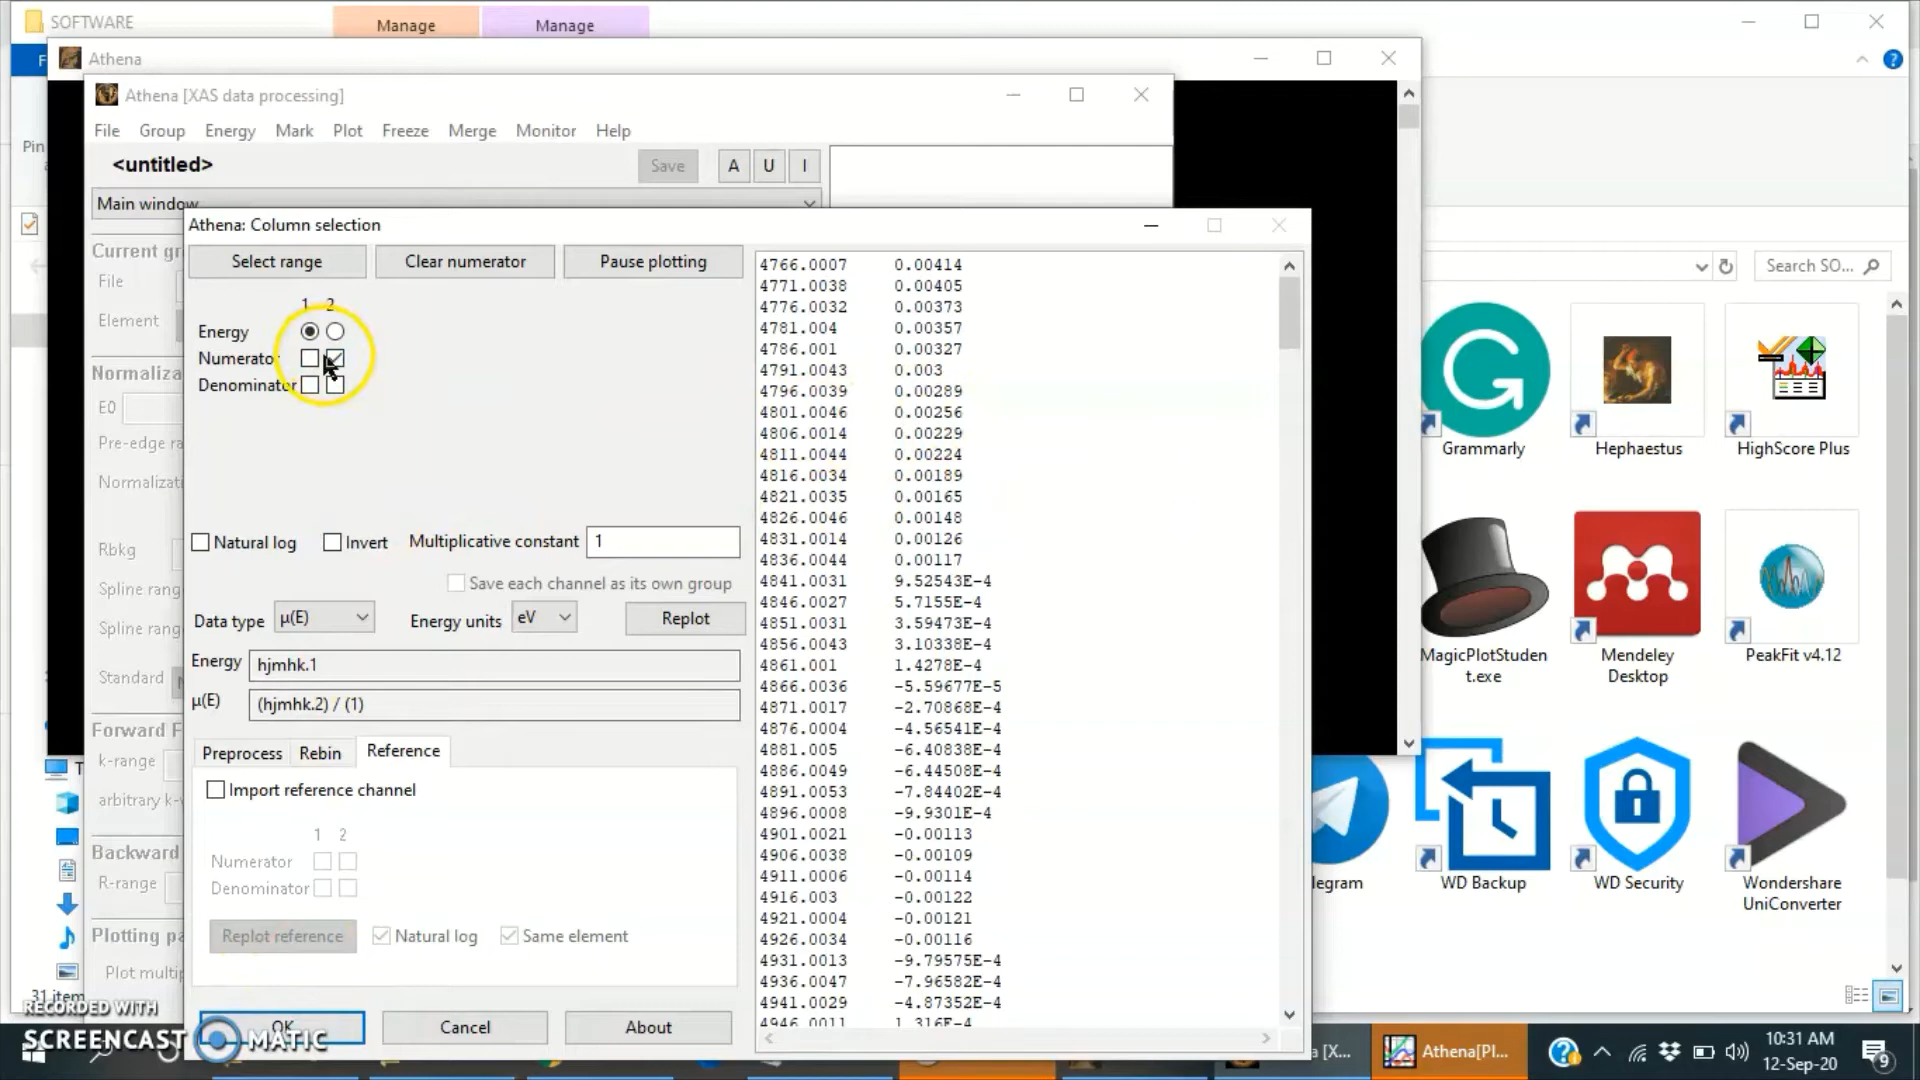 SOFTWARE
Manage
Manage
F
Athena
Athena [XAS data processing]
File Group Energy Mark Plot Freeze Merge Monitor Help
Pin
<untitled>
Save
A
U
I
Main window
Athena: Column selection
Current gr
File
Element
Normaliza
E0
Pre-edge ra
Normalizati
Rbkg
Spline rang
Spline rang
Standard
Forward F
k-range
arbitrary k-v
Backward
R-range
Plotting pa
Plot multip
31 item
Select range
Clear numerator
Pause plotting
1 2
Energy
Numerator
Denominator
Natural log
Invert
Multiplicative constant 1
Save each channel as its own group
Data type μ(E)
Energy units eV
Replot
Energy hjmhk.1
μ(E) (hjmhk.2) / (1)
Preprocess Rebin Reference
Import reference channel
1 2
Numerator
Denominator
Replot reference
Natural log
Same element
OK
Cancel
About
4766.0007 0.00414
4771.0038 0.00405
4776.0032 0.00373
4781.004 0.00357
4786.001 0.00327
4791.0043 0.003
4796.0039 0.00289
4801.0046 0.00256
4806.0014 0.00229
4811.0044 0.00224
4816.0034 0.00189
4821.0035 0.00165
4826.0046 0.00148
4831.0014 0.00126
4836.0044 0.00117
4841.0031 9.52543E-4
4846.0027 5.7155E-4
4851.0031 3.59473E-4
4856.0043 3.10338E-4
4861.001 1.4278E-4
4866.0036 -5.59677E-5
4871.0017 -2.70868E-4
4876.0004 -4.56541E-4
4881.005 -6.40838E-4
4886.0049 -6.44508E-4
4891.0053 -7.84402E-4
4896.0008 -9.9301E-4
4901.0021 -0.00113
4906.0038 -0.00109
4911.0006 -0.00114
4916.003 -0.00122
4921.0004 -0.00121
4926.0034 -0.00116
4931.0013 -9.79575E-4
4936.0047 -7.96582E-4
4941.0029 -4.87352E-4
4946.0011 1.316E-4
Search SO...
Grammarly
Hephaestus
HighScore Plus
MagicPlotStuden
t.exe
Mendeley
Desktop
PeakFit v4.12
legram
WD Backup
WD Security
Wondershare
UniConverter
RECORDED WITH
SCREENCAST MATIC
[X...
Athena[Pl...
10:31 AM
12-Sep-20
9